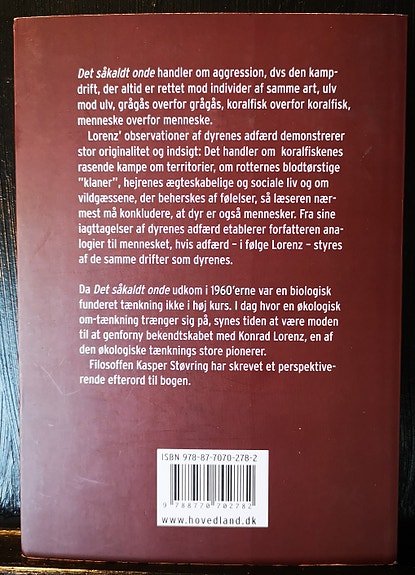 Det såkaldt onde handler om aggression, dvs den kamp-
drift, der altid er rettet mod individer af samme art, ulv
mod ulv, grågås overfor grågås, koralfisk overfor koralfisk,
menneske overfor menneske.
Lorenz' observationer af dyrenes adfærd demonstrerer
stor originalitet og indsigt: Det handler om koralfiskenes
rasende kampe om territorier, om rotternes blodtørstige
"klaner", hejrenes ægteskabelige og sociale liv og om
vildgæssene, der beherskes af følelser, så læseren nær-
mest må konkludere, at dyr er også mennesker. Fra sine
iagttagelser af dyrenes adfærd etablerer forfatteren ana-
logier til mennesket, hvis adfærd – i følge Lorenz – styres
af de samme drifter som dyrenes.
Da Det såkaldt onde udkom i 1960'erne var en biologisk
funderet tænkning ikke i høj kurs. I dag hvor en økologisk
om-tænkning trænger sig på, synes tiden at være moden
til at genforny bekendtskabet med Konrad Lorenz, en af
den økologiske tænknings store pionerer.
Filosoffen Kasper Støvring har skrevet et perspektive-
rende efterord til bogen.
ISBN 978-87-7070-278-2
9 788770 702782
www.hovedland.dk